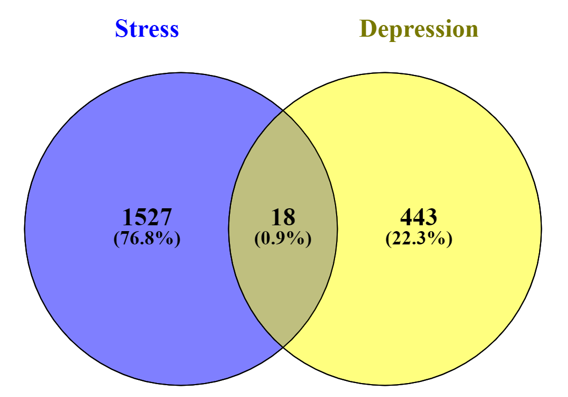 Stress Depression
1527 18 443
(76.8%) (0.9%) (22.3%)